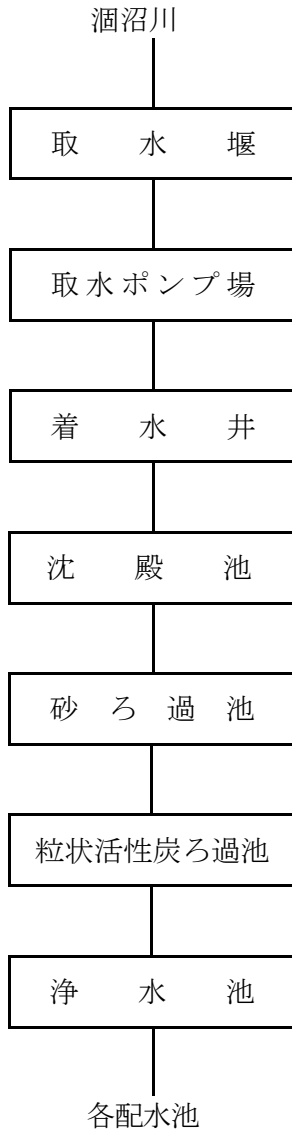 涸沼川
取水堰
取水ポンプ場
着水井
沈殿池
砂ろ過池
粒状活性炭ろ過池
浄水池
各配水池